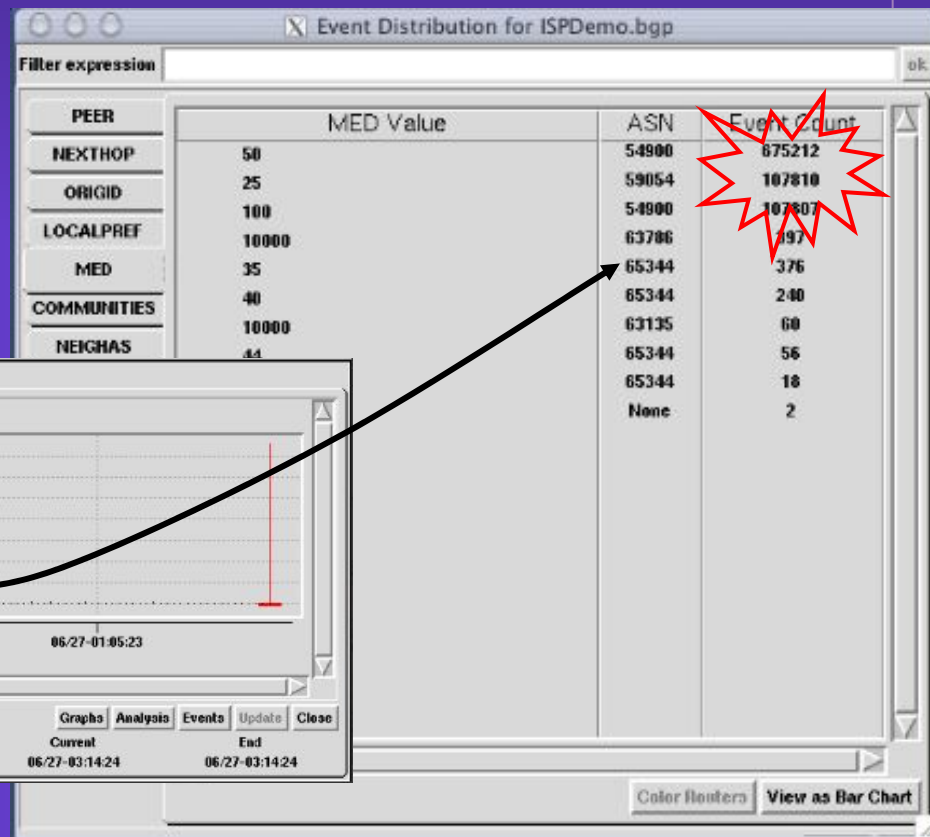 Event Distribution for ISPDemo.bgp
Filter expression
ok
PEER
NEXTHOP
ORIGID
LOCALPREF
MED
COMMUNITIES
NEIGHAS
MED Value ASN Event Count
50 54900 675212
25 59054 107810
100 54900 107807
10000 63786 397
35 65344 376
40 65344 240
10000 63135 60
44 65344 56
65344 18
None 2
06/27-01:05:23
Graphs Analysis Events Update Close
Current End
06/27-03:14:24 06/27-03:14:24
Color Routers View as Bar Chart